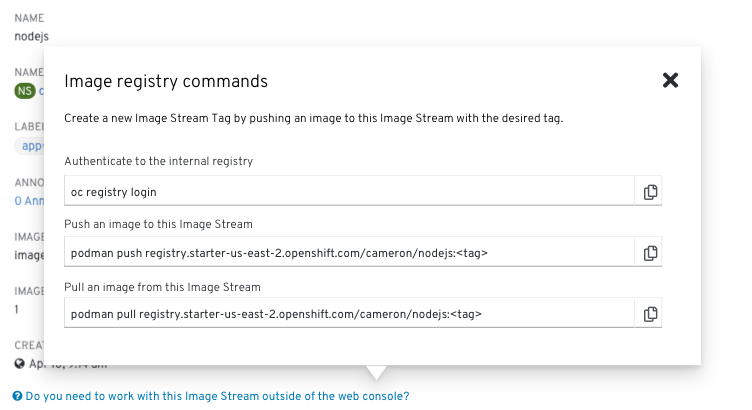 NAME
nodejs
Image registry commands
Create a new Image Stream Tag by pushing an image to this Image Stream with the desired tag.
Authenticate to the internal registry
oc registry login
Push an image to this Image Stream
podman push registry.starter-us-east-2.openshift.com/cameron/nodejs:<tag>
Pull an image from this Image Stream
podman pull registry.starter-us-east-2.openshift.com/cameron/nodejs:<tag>
NAME
NS
LABE
app
ANNO
0 Ann
IMAGE
image
IMAGE
1
CREA
Do you need to work with this Image Stream outside of the web console?